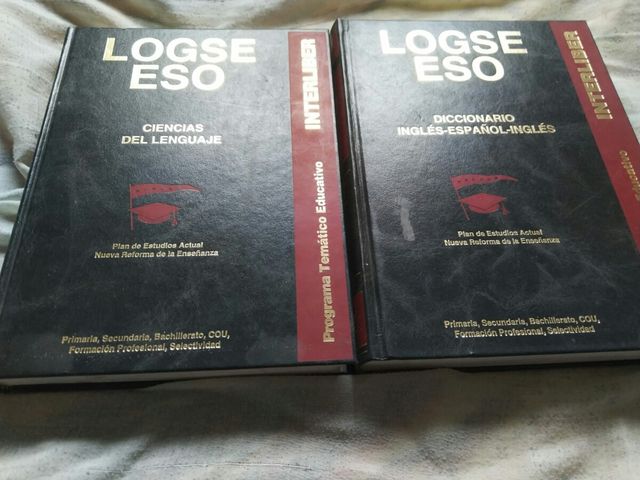 LOGSE
ESO
CIENCIAS
DEL LENGUAJE
Plan de Estudios Actual
Nueva Reforma de la Enseñanza
Primaria, Secundaria, Bachillerato, COU,
Formación Profesional, Selectividad
Programa Temático Educativo INTERLIBER
LOGSE
ESO
DICCIONARIO
INGLÉS-ESPAÑOL-INGLÉS
Plan de Estudios Actual
Nueva Reforma de la Enseñanza
Primaria, Secundaria, Bachillerato, COU,
Formación Profesional, Selectividad
INTERLIBER